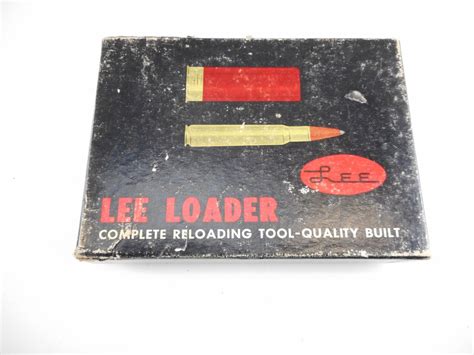 Lee
LEE LOADER
COMPLETE RELOADING TOOL-QUALITY BUILT